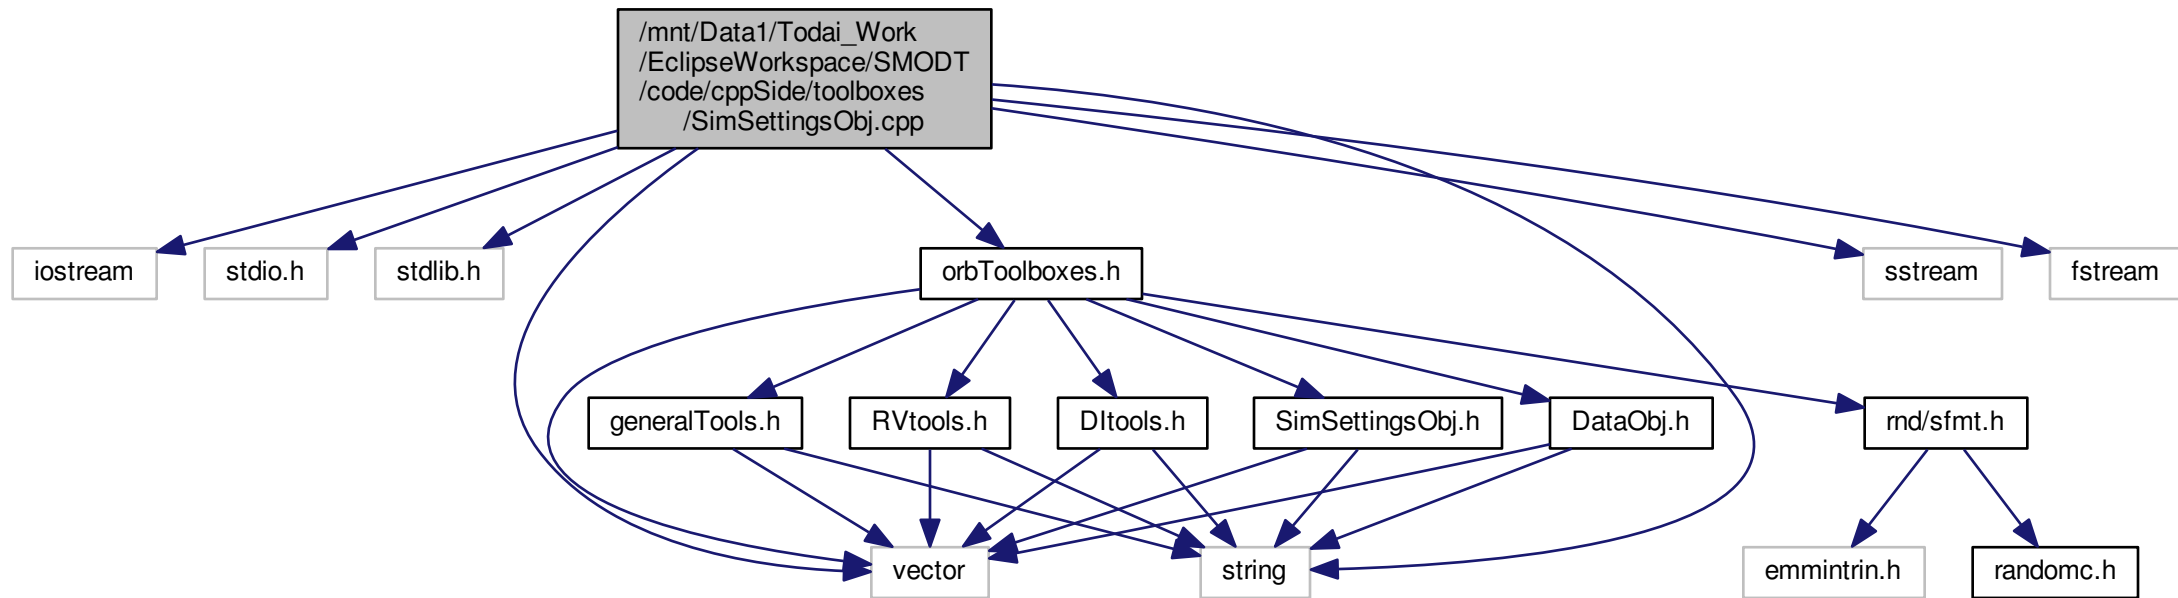 /mnt/Data1/Todai_Work
/EclipseWorkspace/SMODT
/code/cppSide/toolboxes
/SimSettingsObj.cpp
iostream
stdio.h
stdlib.h
orbToolboxes.h
sstream
fstream
generalTools.h
RVtools.h
DItools.h
SimSettingsObj.h
DataObj.h
rnd/sfmt.h
vector
string
emmintrin.h
randomc.h